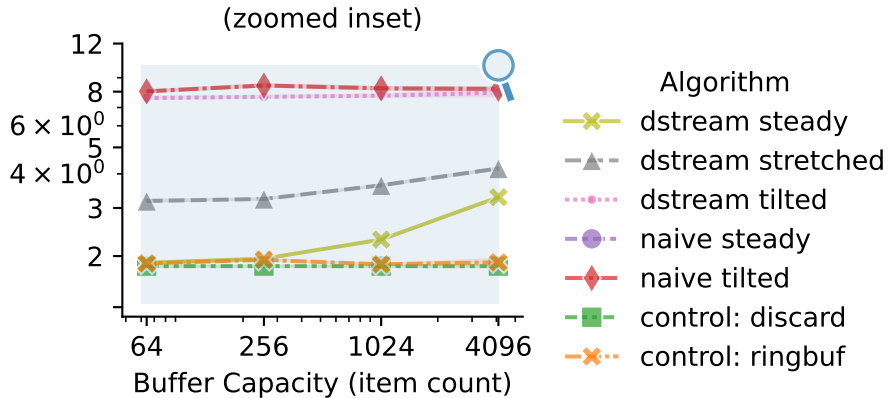 (zoomed inset)
12
8
6 × 10⁰
5
4 × 10⁰
3
2
64 256 1024 4096
Buffer Capacity (item count)
Algorithm
dstream steady
dstream stretched
dstream tilted
naive steady
naive tilted
control: discard
control: ringbuf